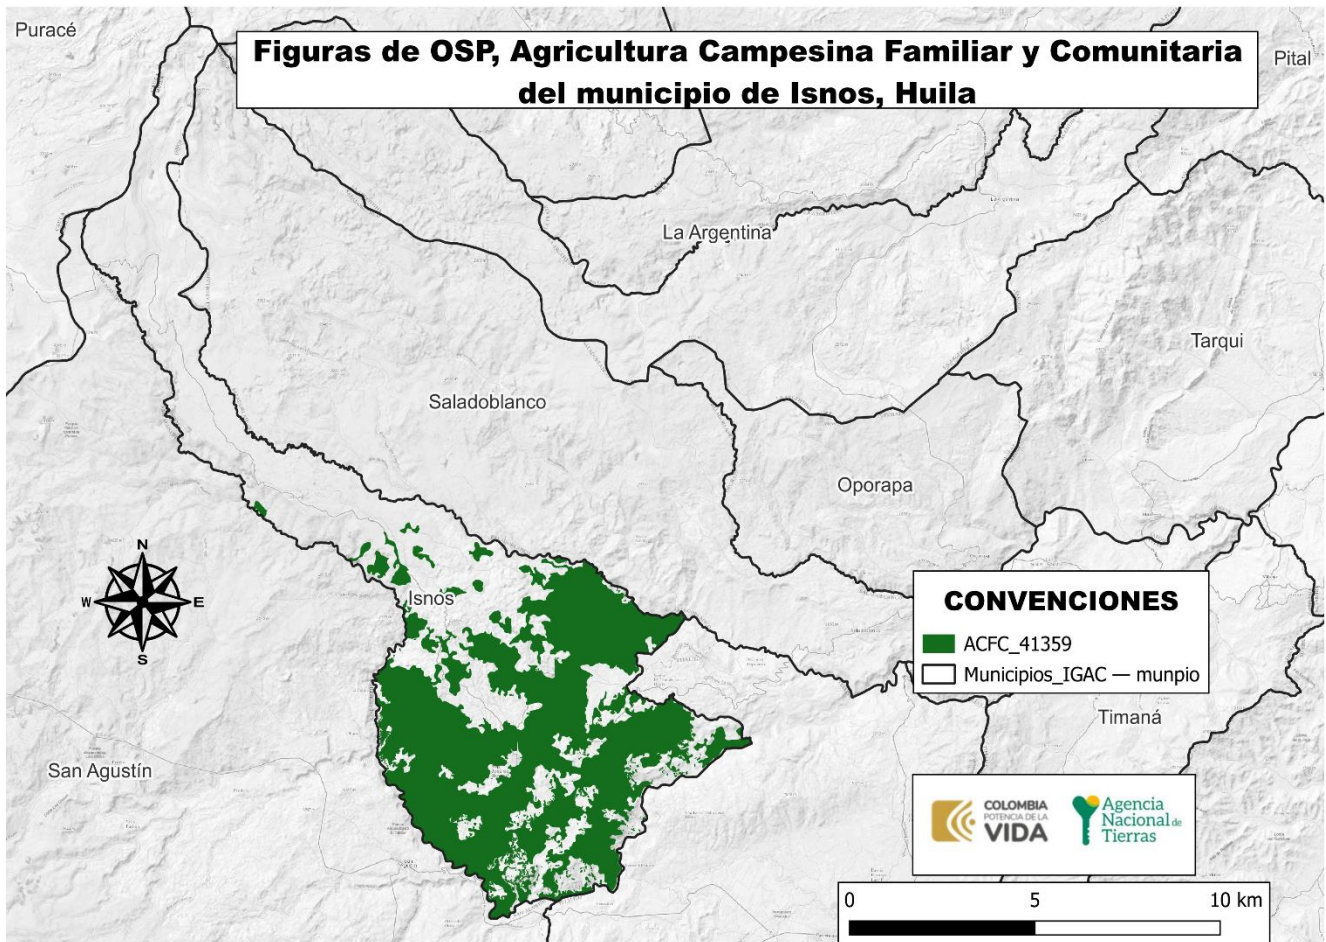 Puracé
Figuras de OSP, Agricultura Campesina Familiar y Comunitaria
del municipio de Isnos, Huila
Pital
La Argentina
La Argentina
Tarqui
Saladoblanco
Oporapa
N
W
E
S
Isnos
CONVENCIONES
ACFC_41359
Municipios_IGAC — munpio
Timaná
San Agustín
COLOMBIA
POTENCIA DE LA
VIDA
Agencia
Nacional de
Tierras
0 5 10 km